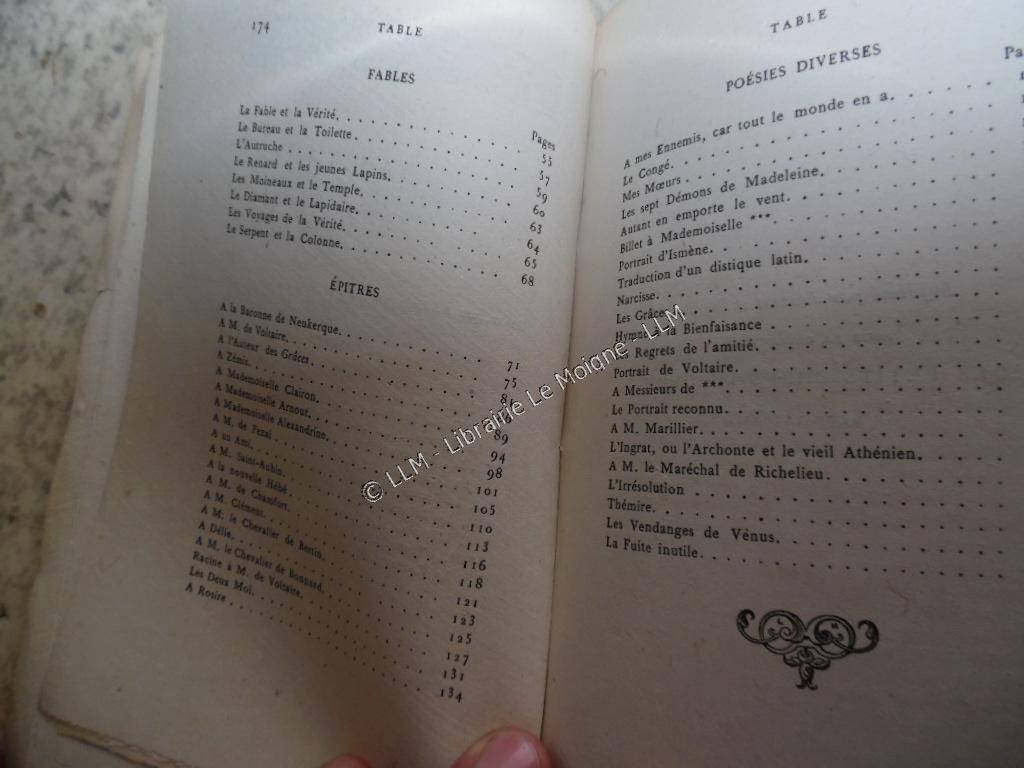 174 TABLE
FABLES
Pages
La Fable et la Vérité. 55
Le Bureau et la Toilette. 57
L'Autruche 59
Le Renard et les jeunes Lapins. 60
Les Moineaux et le Temple. 63
Le Diamant et le Lapidaire. 64
Les Voyages de la Vérité. 65
Le Serpent et la Colonne. 68
ÉPITRES
A la Baronne de Neukerque. 71
A M. de Voltaire. 75
A l'Auteur des Grâces 81
A Zémis.
A Mademoiselle Clairon. 89
A Mademoiselle Arnout. 94
A Mademoiselle Alexandrine. 98
A M. de Pezai 101
A un Ami. 105
A M. Saint-Aubin. 110
A la nouvelle Hébé 113
A M. de Chamfort. 116
A M. Clément. 118
A M. le Chevalier de Bertin. 121
A Délie. 123
A M. le Chevalier de Bonnard. 125
Racine à M. de Voltaire. 127
Les Deux Moi. 131
A Rosire 134
TABLE
POÉSIES DIVERSES
Pa
A mes Ennemis, car tout le monde en a.
Le Congé.
Mes Mœurs
Les sept Démons de Madeleine.
Autant en emporte le vent.
Billet à Mademoiselle ***
Portrait d'Ismène.
Traduction d'un distique latin.
Narcisse.
Les Grâces
Hymne la Bienfaisance
Regrets de l'amitié.
Portrait de Voltaire.
A Messieurs de ***
Le Portrait reconnu.
A M. Marillier.
L'Ingrat, ou l'Archonte et le vieil Athénien.
A M. le Maréchal de Richelieu.
L'Irrésolution
Thémire.
Les Vendanges de Vénus.
La Fuite inutile.
© LLM - Librairie Le Moigne - LLM